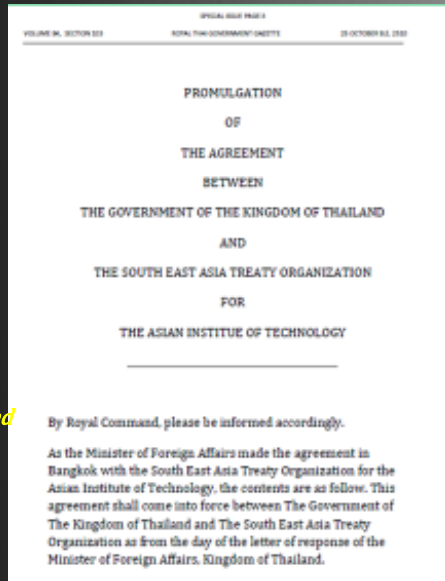 SPECIAL ISSUE PAGE 8
VOLUME 84, SECTION 103 ROYAL THAI GOVERNMENT GAZETTE 25 OCTOBER B.E. 2510
PROMULGATION
OF
THE AGREEMENT
BETWEEN
THE GOVERNMENT OF THE KINGDOM OF THAILAND
AND
THE SOUTH EAST ASIA TREATY ORGANIZATION
FOR
THE ASIAN INSTITUE OF TECHNOLOGY
By Royal Command, please be informed accordingly.
As the Minister of Foreign Affairs made the agreement in
Bangkok with the South East Asia Treaty Organization for the
Asian Institute of Technology, the contents are as follow. This
agreement shall come into force between The Government of
The Kingdom of Thailand and The South East Asia Treaty
Organization as from the day of the letter of response of the
Minister of Foreign Affairs, Kingdom of Thailand.